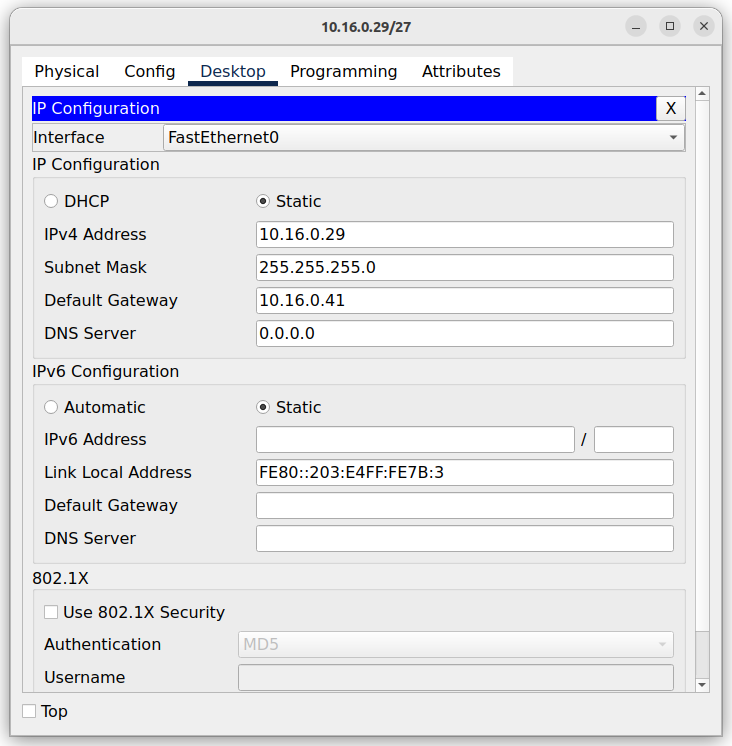 10.16.0.29/27
Physical Config Desktop Programming Attributes
IP Configuration X
Interface FastEthernet0
IP Configuration
DHCP Static
IPv4 Address 10.16.0.29
Subnet Mask 255.255.255.0
Default Gateway 10.16.0.41
DNS Server 0.0.0.0
IPv6 Configuration
Automatic Static
IPv6 Address /
Link Local Address FE80::203:E4FF:FE7B:3
Default Gateway
DNS Server
802.1X
Use 802.1X Security
Authentication MD5
Username
Top